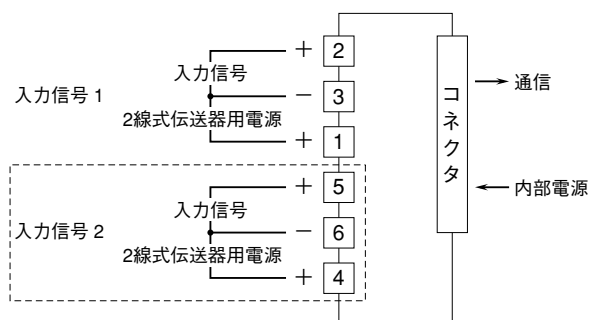 + 2
入力信号
入力信号 1
− 3
2線式伝送器用電源
+ 1
+ 5
入力信号
入力信号 2
− 6
2線式伝送器用電源
+ 4
コネクタ
通信
内部電源